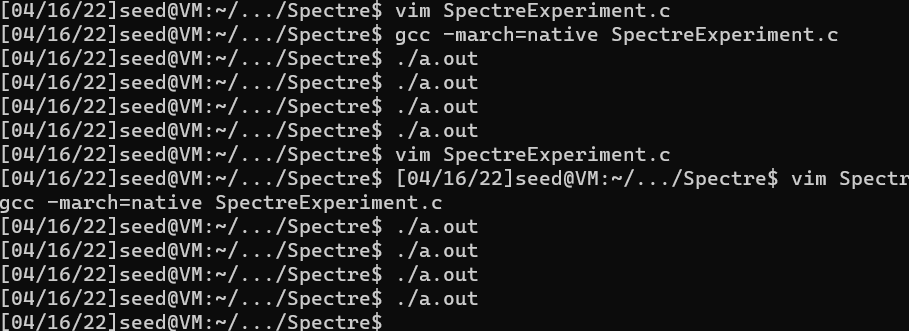 [04/16/22]seed@VM:~/.../Spectre$ vim SpectreExperiment.c
[04/16/22]seed@VM:~/.../Spectre$ gcc -march=native SpectreExperiment.c
[04/16/22]seed@VM:~/.../Spectre$ ./a.out
[04/16/22]seed@VM:~/.../Spectre$ ./a.out
[04/16/22]seed@VM:~/.../Spectre$ ./a.out
[04/16/22]seed@VM:~/.../Spectre$ ./a.out
[04/16/22]seed@VM:~/.../Spectre$ vim SpectreExperiment.c
[04/16/22]seed@VM:~/.../Spectre$ [04/16/22]seed@VM:~/.../Spectre$ vim Spectr
gcc -march=native SpectreExperiment.c
[04/16/22]seed@VM:~/.../Spectre$ ./a.out
[04/16/22]seed@VM:~/.../Spectre$ ./a.out
[04/16/22]seed@VM:~/.../Spectre$ ./a.out
[04/16/22]seed@VM:~/.../Spectre$ ./a.out
[04/16/22]seed@VM:~/.../Spectre$